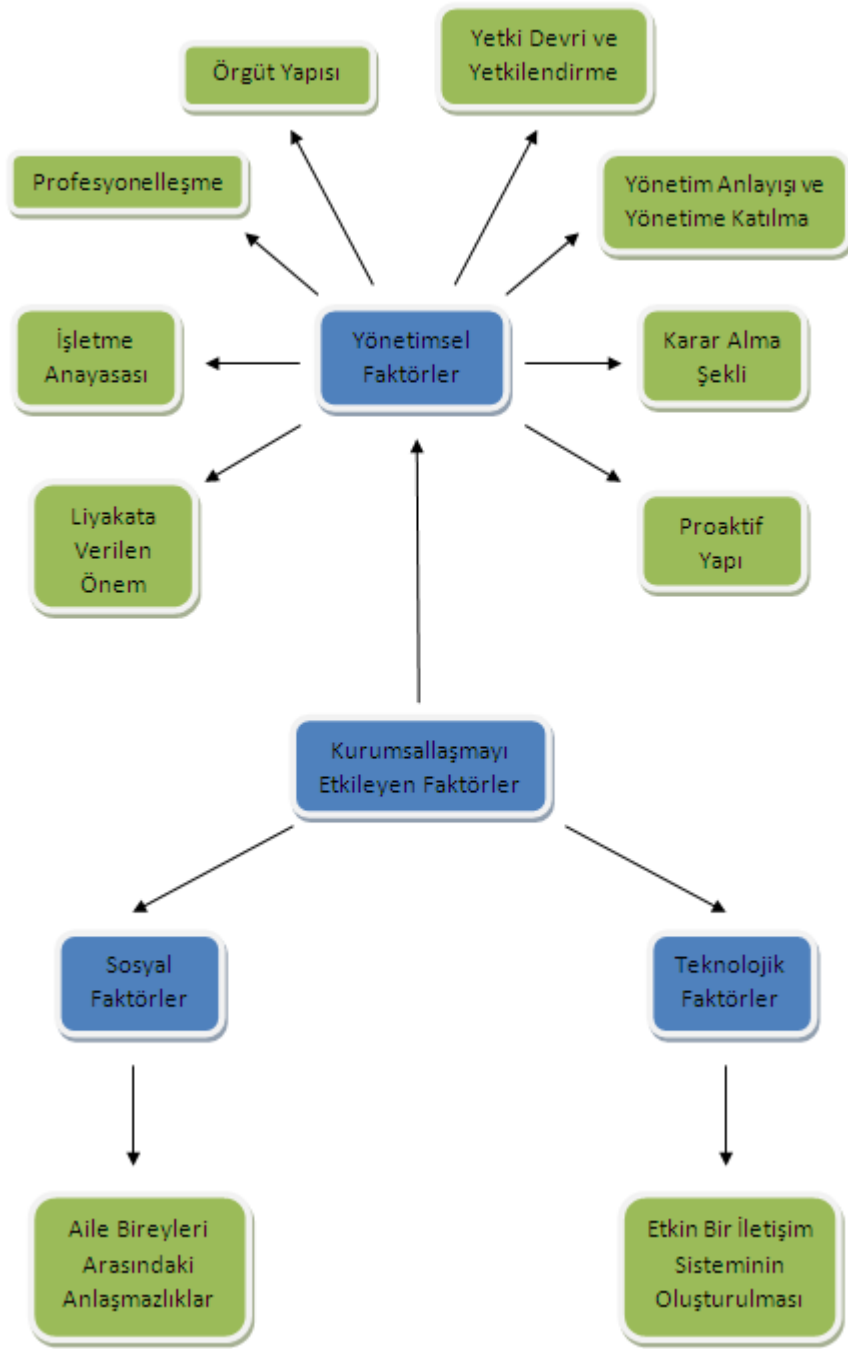 Yetki Devri ve
Yetkilendirme
Örgüt Yapısı
Profesyonelleşme
Yönetim Anlayışı ve
Yönetime Katılma
İşletme
Anayasası
Yönetimsel
Faktörler
Karar Alma
Şekli
Liyakata
Verilen
Önem
Proaktif
Yapı
Kurumsallaşmayı
Etkileyen Faktörler
Sosyal
Faktörler
Teknolojik
Faktörler
Aile Bireyleri
Arasındaki
Anlaşmazlıklar
Etkin Bir İletişim
Sisteminin
Oluşturulması